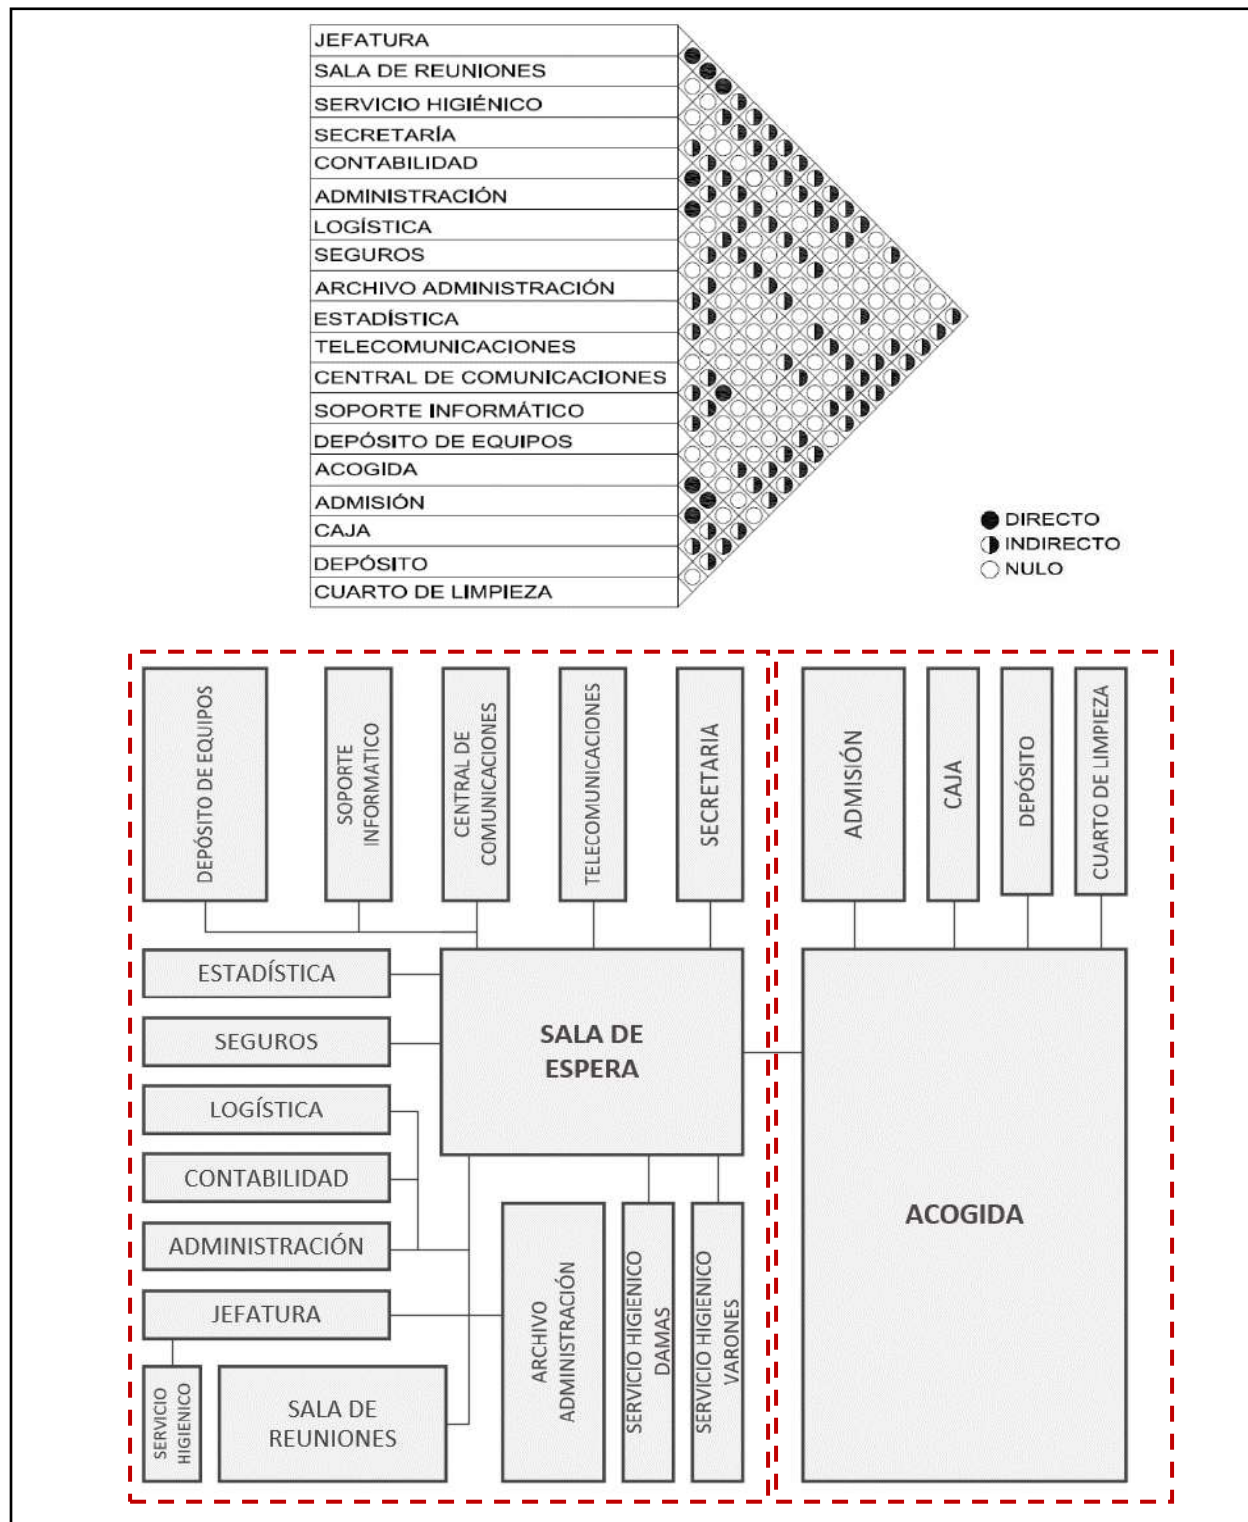 JEFATURA
SALA DE REUNIONES
SERVICIO HIGIÉNICO
SECRETARÍA
CONTABILIDAD
ADMINISTRACIÓN
LOGÍSTICA
SEGUROS
ARCHIVO ADMINISTRACIÓN
ESTADÍSTICA
TELECOMUNICACIONES
CENTRAL DE COMUNICACIONES
SOPORTE INFORMÁTICO
DEPÓSITO DE EQUIPOS
ACOGIDA
ADMISIÓN
CAJA
DEPÓSITO
CUARTO DE LIMPIEZA
DIRECTO
INDIRECTO
NULO
DEPÓSITO DE EQUIPOS
SOPORTE
INFORMATICO
CENTRAL DE
COMUNICACIONES
TELECOMUNICACIONES
SECRETARIA
ADMISIÓN
CAJA
DEPÓSITO
CUARTO DE LIMPIEZA
ESTADÍSTICA
SEGUROS
LOGÍSTICA
CONTABILIDAD
ADMINISTRACIÓN
JEFATURA
SERVICIO
HIGIENICO
SALA DE
REUNIONES
SALA DE
ESPERA
ARCHIVO
ADMINISTRACIÓN
SERVICIO HIGIENICO
DAMAS
SERVICIO HIGIENICO
VARONES
ACOGIDA